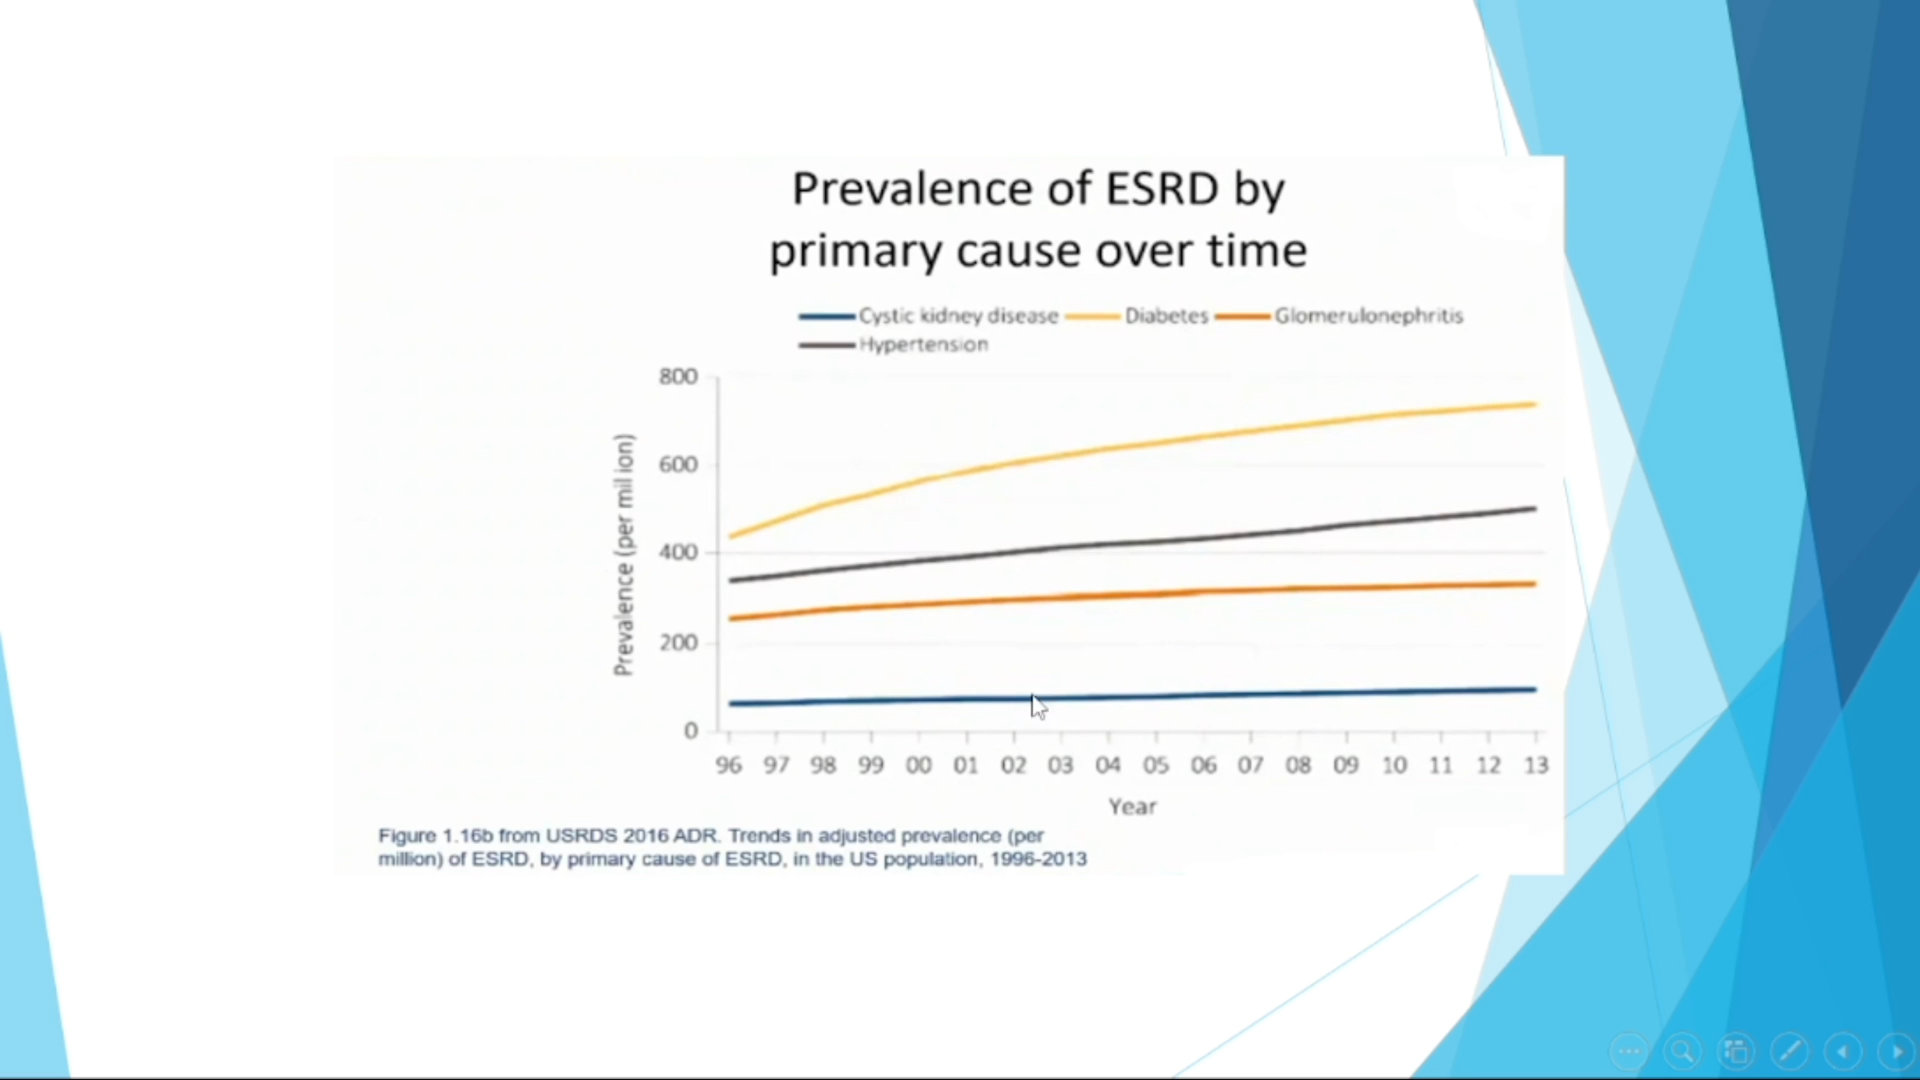 Prevalence of ESRD by
primary cause over time
Cystic kidney disease Diabetes Glomerulonephritis
Hypertension
800
600
400
200
0
Prevalence (per mil ion)
96 97 98 99 00 01 02 03 04 05 06 07 08 09 10 11 12 13
Year
Figure 1.16b from USRDS 2016 ADR. Trends in adjusted prevalence (per
million) of ESRD, by primary cause of ESRD, in the US population, 1996-2013